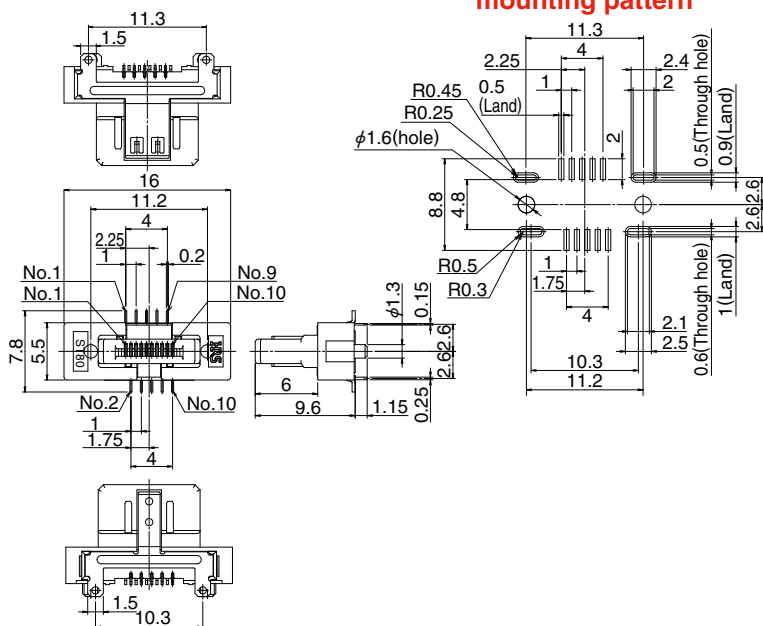 mounting pattern
11.3
1.5
16
11.2
4
2.25
1
0.2
No.1
No.9
No.1
No.10
7.8
5.5
ST80
HRS
No.2
No.10
1
1.75
4
φ1.3
0.15
2.6
2.6
6
9.6
1.15
0.25
1.5
10.3
11.3
4
2.25
2.4
1
2
0.5
(Land)
R0.45
R0.25
φ1.6(hole)
2
0.5(Through hole)
0.9(Land)
8.8
4.8
2.6
2.6
R0.5
R0.3
1
1.75
4
0.6(Through hole)
1(Land)
2.1
2.5
10.3
11.2